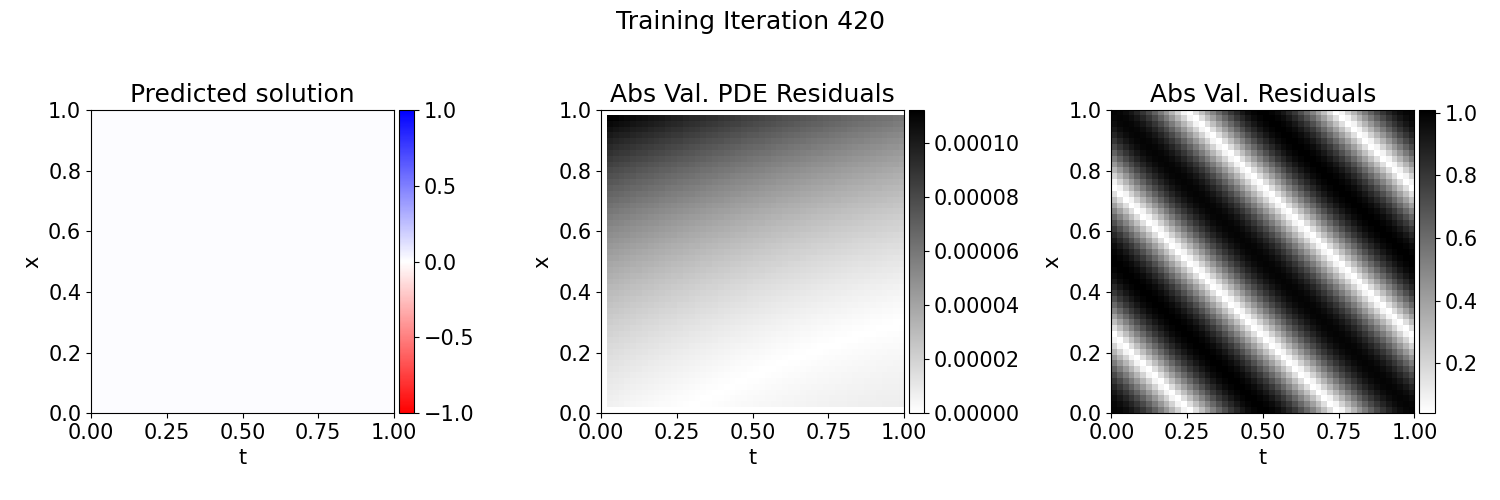 Training Iteration 420
Predicted solution
1.0
0.8
0.6
0.4
0.2
0.0
x
0.00 0.25 0.50 0.75 1.00
t
1.0
0.5
0.0
−0.5
−1.0
Abs Val. PDE Residuals
1.0
0.8
0.6
0.4
0.2
0.0
x
0.00 0.25 0.50 0.75 1.00
t
0.00010
0.00008
0.00006
0.00004
0.00002
0.00000
Abs Val. Residuals
1.0
0.8
0.6
0.4
0.2
0.0
x
0.00 0.25 0.50 0.75 1.00
t
1.0
0.8
0.6
0.4
0.2